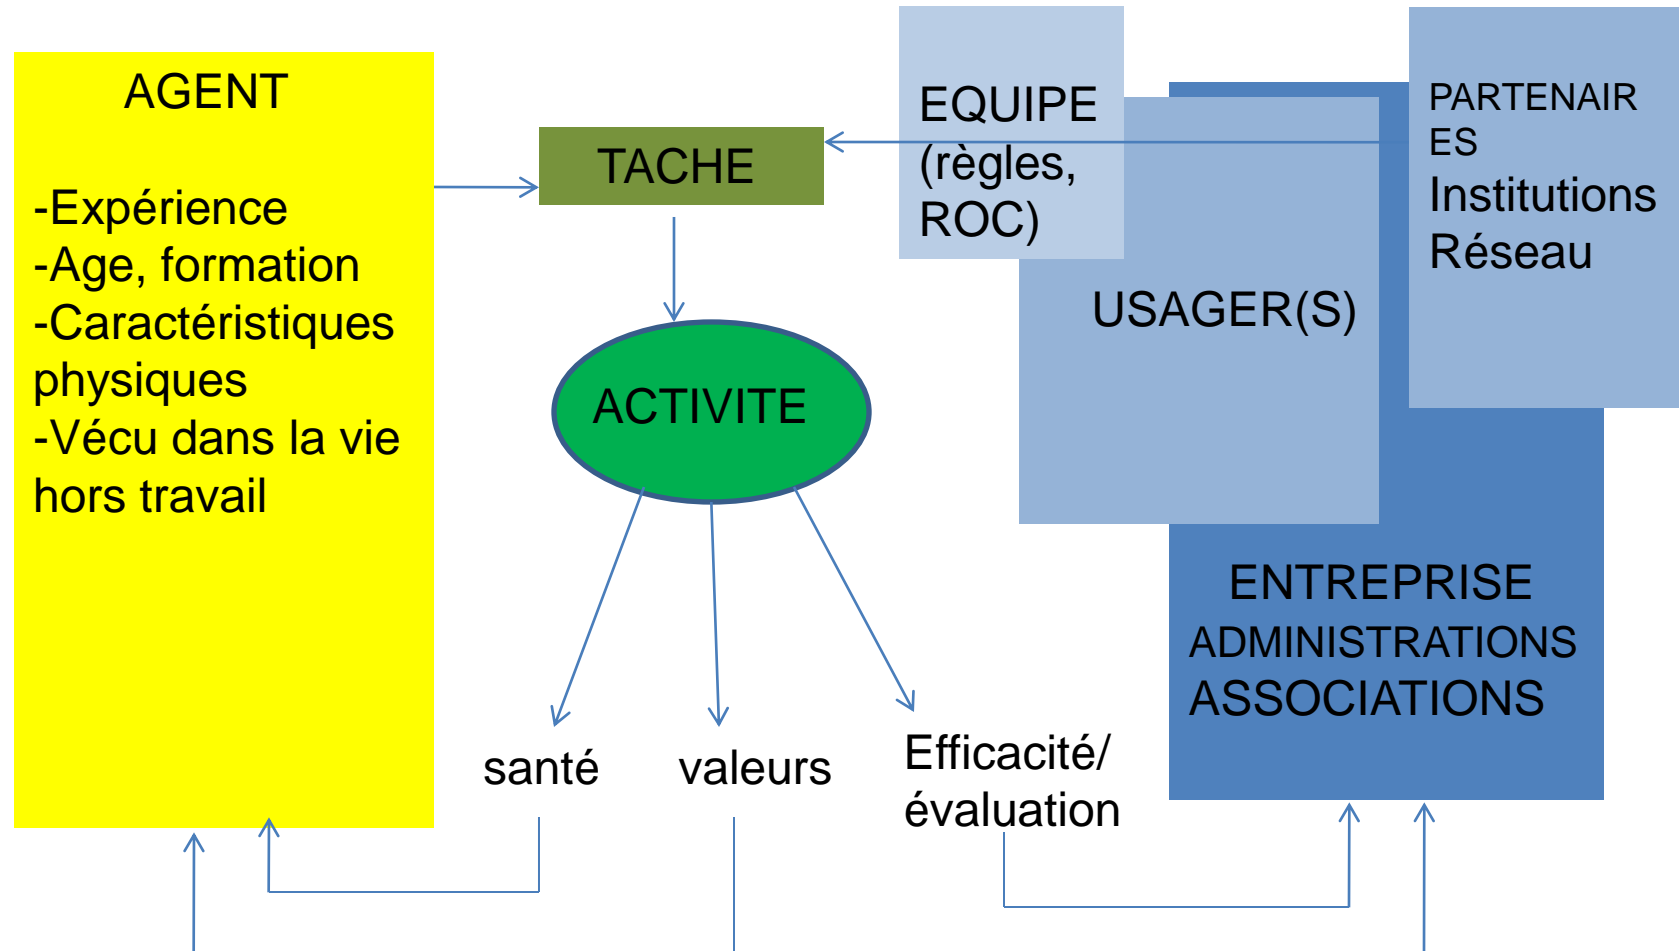 AGENT
-Expérience
-Age, formation
-Caractéristiques
physiques
-Vécu dans la vie
hors travail
TACHE
ACTIVITE
santé
valeurs
Efficacité/
évaluation
EQUIPE
(règles,
ROC)
USAGER(S)
PARTENAIR
ES
Institutions
Réseau
ENTREPRISE
ADMINISTRATIONS
ASSOCIATIONS